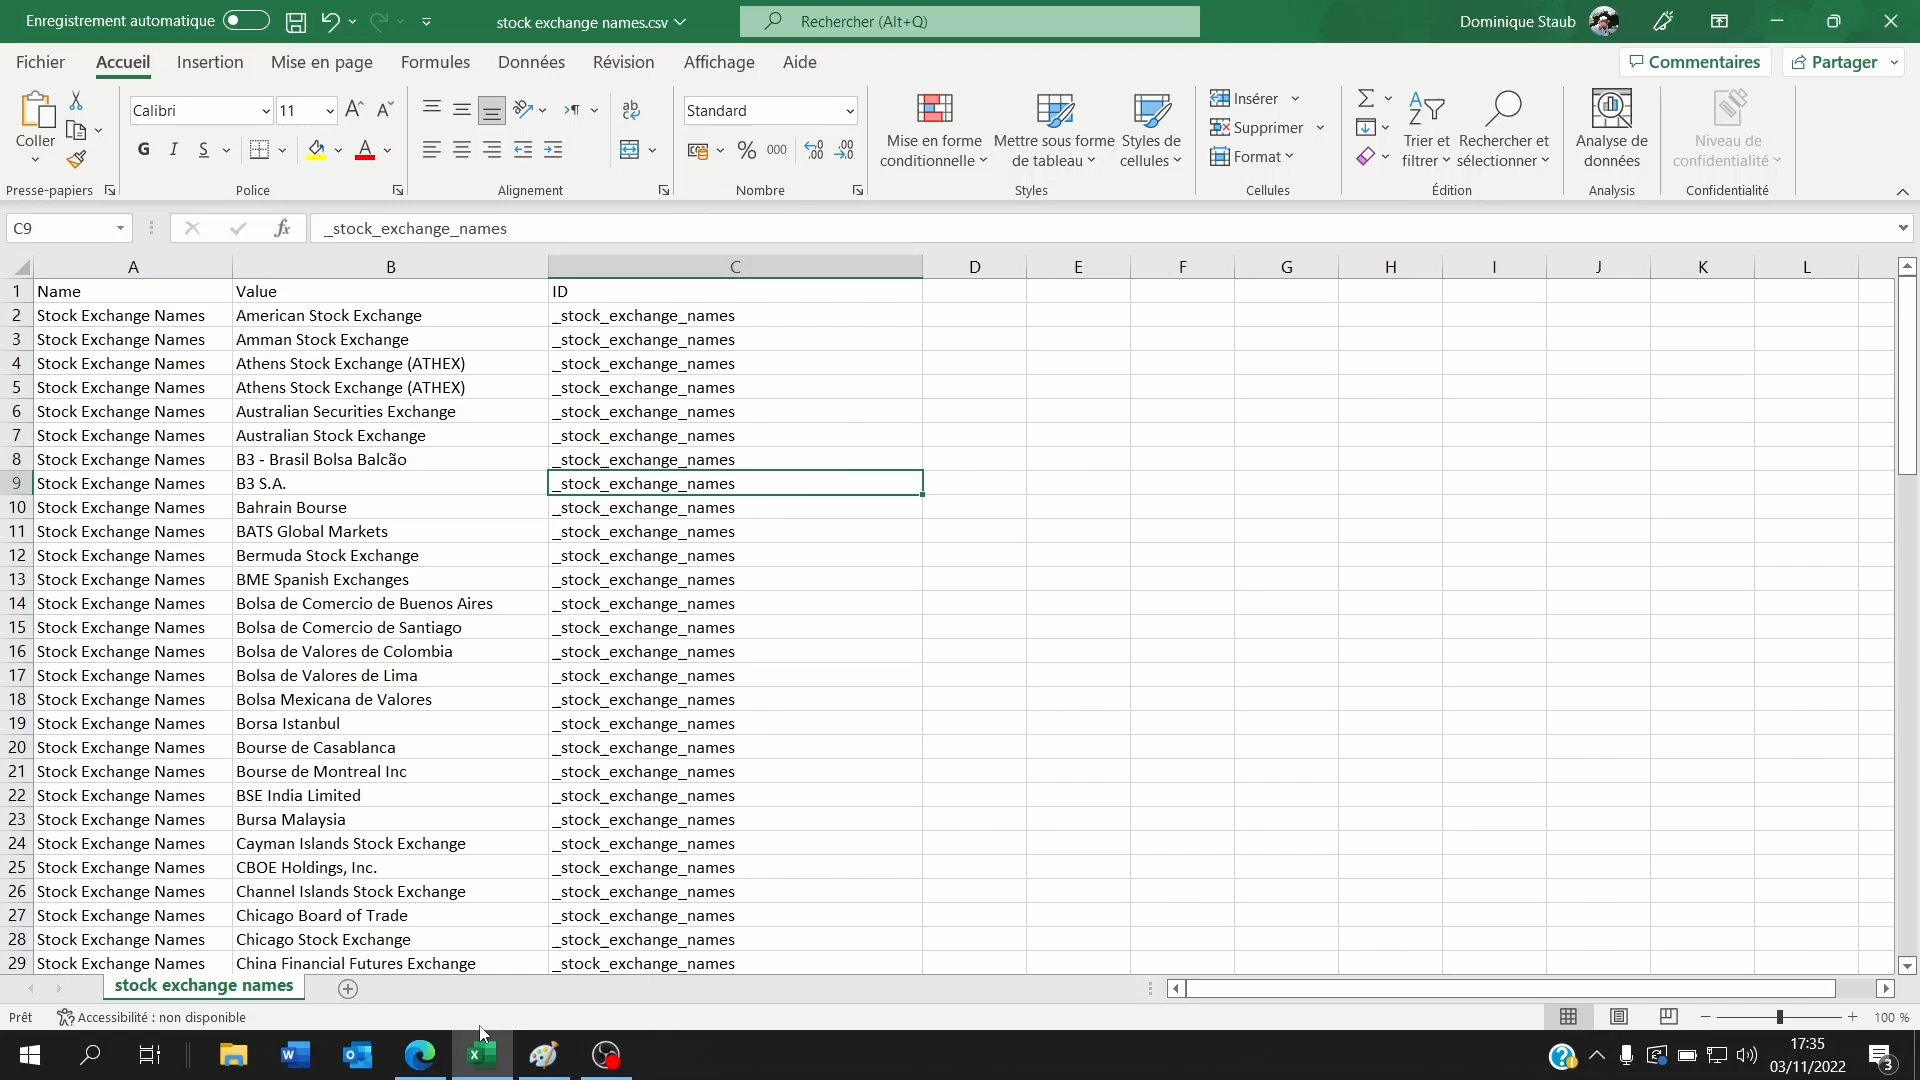 Enregistrement automatique stock exchange names.csv Rechercher (Alt+Q) Dominique Staub
Fichier Accueil Insertion Mise en page Formules Données Révision Affichage Aide Commentaires Partager
Coller
Presse-papiers
Calibri 11
G I S A
Police
ab
Alignement
Standard
% 000
Nombre
Mise en forme conditionnelle
Mettre sous forme de tableau
Styles de cellules
Styles
Insérer
Supprimer
Format
Cellules
Trier et filtrer
Rechercher et sélectionner
Édition
Analyse de données
Analysis
Niveau de confidentialité
Confidentialité
C9 fx _stock_exchange_names
A B C D E F G H I J K L
1 Name Value ID
2 Stock Exchange Names American Stock Exchange _stock_exchange_names
3 Stock Exchange Names Amman Stock Exchange _stock_exchange_names
4 Stock Exchange Names Athens Stock Exchange (ATHEX) _stock_exchange_names
5 Stock Exchange Names Athens Stock Exchange (ATHEX) _stock_exchange_names
6 Stock Exchange Names Australian Securities Exchange _stock_exchange_names
7 Stock Exchange Names Australian Stock Exchange _stock_exchange_names
8 Stock Exchange Names B3 - Brasil Bolsa Balcão _stock_exchange_names
9 Stock Exchange Names B3 S.A. _stock_exchange_names
10 Stock Exchange Names Bahrain Bourse _stock_exchange_names
11 Stock Exchange Names BATS Global Markets _stock_exchange_names
12 Stock Exchange Names Bermuda Stock Exchange _stock_exchange_names
13 Stock Exchange Names BME Spanish Exchanges _stock_exchange_names
14 Stock Exchange Names Bolsa de Comercio de Buenos Aires _stock_exchange_names
15 Stock Exchange Names Bolsa de Comercio de Santiago _stock_exchange_names
16 Stock Exchange Names Bolsa de Valores de Colombia _stock_exchange_names
17 Stock Exchange Names Bolsa de Valores de Lima _stock_exchange_names
18 Stock Exchange Names Bolsa Mexicana de Valores _stock_exchange_names
19 Stock Exchange Names Borsa Istanbul _stock_exchange_names
20 Stock Exchange Names Bourse de Casablanca _stock_exchange_names
21 Stock Exchange Names Bourse de Montreal Inc _stock_exchange_names
22 Stock Exchange Names BSE India Limited _stock_exchange_names
23 Stock Exchange Names Bursa Malaysia _stock_exchange_names
24 Stock Exchange Names Cayman Islands Stock Exchange _stock_exchange_names
25 Stock Exchange Names CBOE Holdings, Inc. _stock_exchange_names
26 Stock Exchange Names Channel Islands Stock Exchange _stock_exchange_names
27 Stock Exchange Names Chicago Board of Trade _stock_exchange_names
28 Stock Exchange Names Chicago Stock Exchange _stock_exchange_names
29 Stock Exchange Names China Financial Futures Exchange _stock_exchange_names
stock exchange names
Prêt Accessibilité : non disponible 100 %
17:35
03/11/2022
3